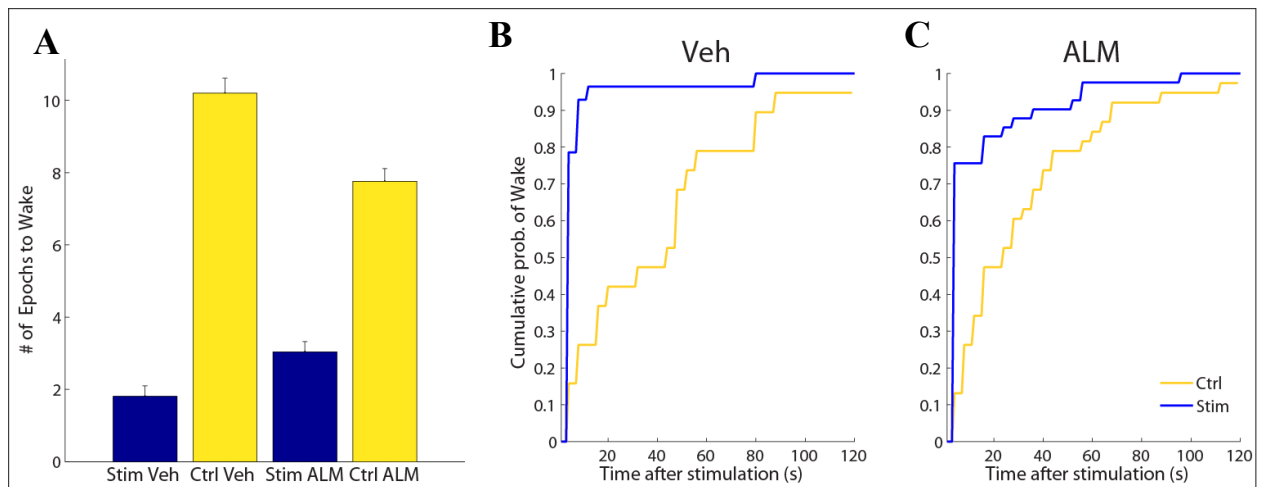 A
# of Epochs to Wake
10
8
6
4
2
0
Stim Veh Ctrl Veh Stim ALM Ctrl ALM
B
Veh
Cumulative prob. of Wake
1
0.9
0.8
0.7
0.6
0.5
0.4
0.3
0.2
0.1
0
20 40 60 80 100 120
Time after stimulation (s)
C
ALM
1
0.9
0.8
0.7
0.6
0.5
0.4
0.3
0.2
0.1
0
Ctrl
Stim
20 40 60 80 100 120
Time after stimulation (s)